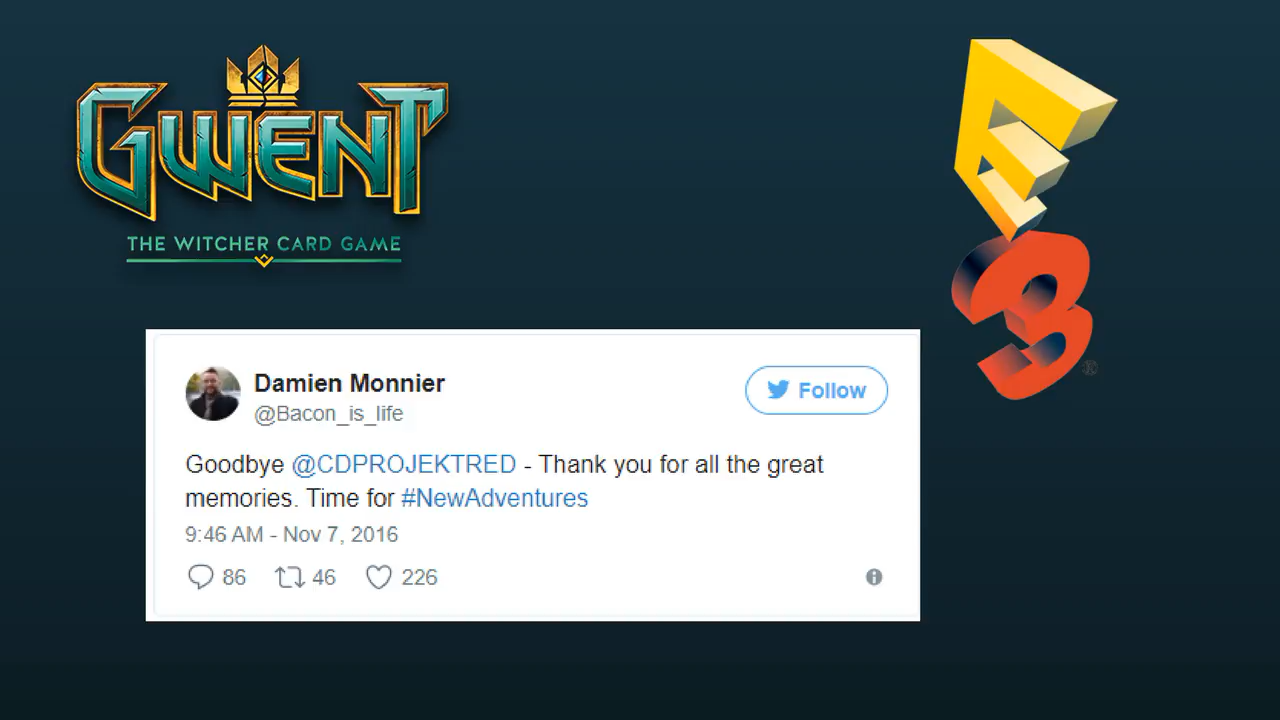 GWENT
THE WITCHER CARD GAME
E3
®
Damien Monnier
@Bacon_is_life
Follow
Goodbye @CDPROJEKTRED - Thank you for all the great
memories. Time for #NewAdventures
9:46 AM - Nov 7, 2016
86 46 226